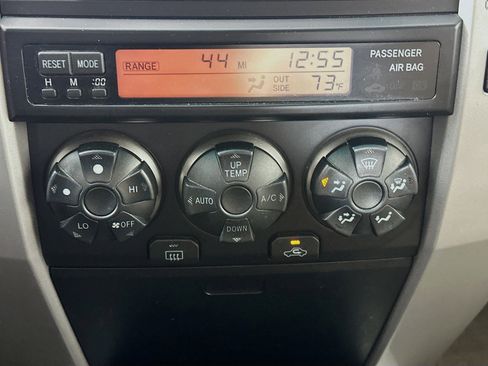 RESET MODE
H M :00
RANGE 44 MI 12:55
OUT SIDE 73°F
PASSENGER
AIR BAG
HI
LO OFF
UP
TEMP
AUTO A/C
DOWN